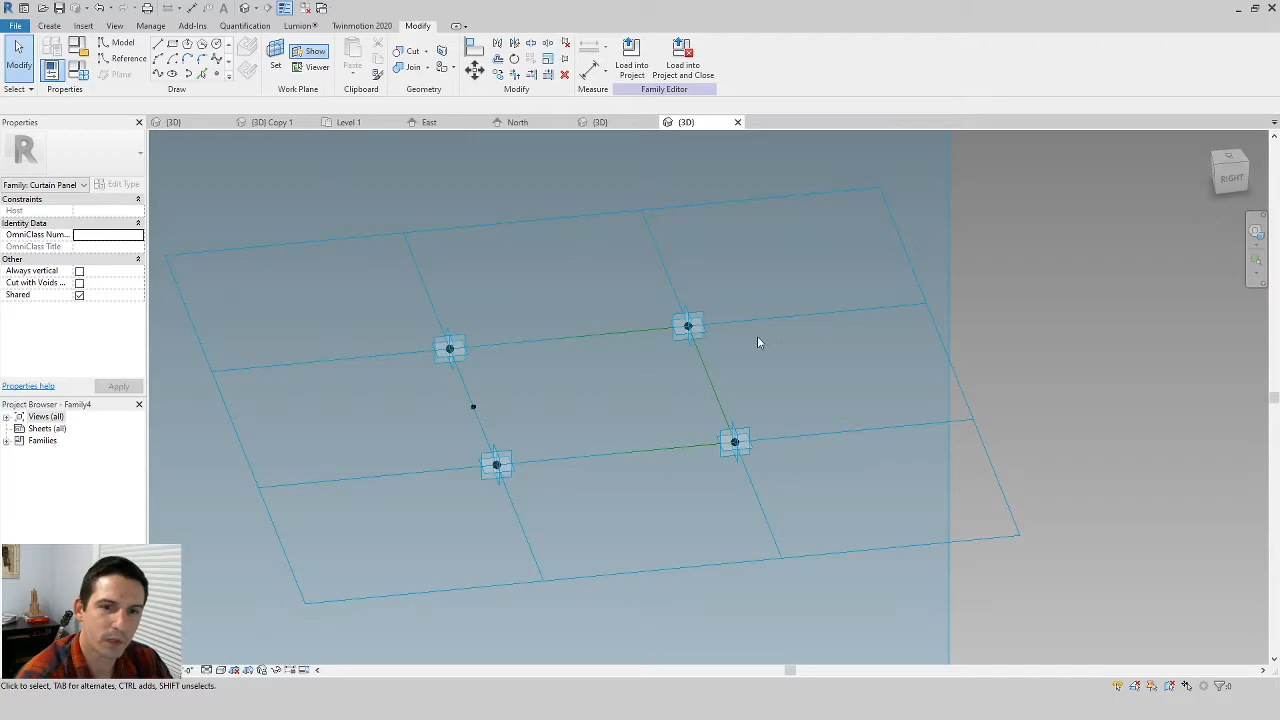 File Create Insert View Manage Add-Ins Quantification Lumion® Twinmotion 2020 Modify
Modify
Model
Reference
Plane
Set
Show
Viewer
Paste
Cut
Join
Load into
Project
Load into
Project and Close
Select Properties Draw Work Plane Clipboard Geometry Modify Measure Family Editor
Properties
{3D} {3D} Copy 1 Level 1 East North {3D} {3D}
R
Family: Curtain Panel Edit Type
Constraints
Host
Identity Data
OmniClass Num...
OmniClass Title
Other
Always vertical
Cut with Voids ...
Shared
Properties help Apply
Project Browser - Family4
Views (all)
Sheets (all)
Families
RIGHT
Click to select, TAB for alternates, CTRL adds, SHIFT unselects.
:0